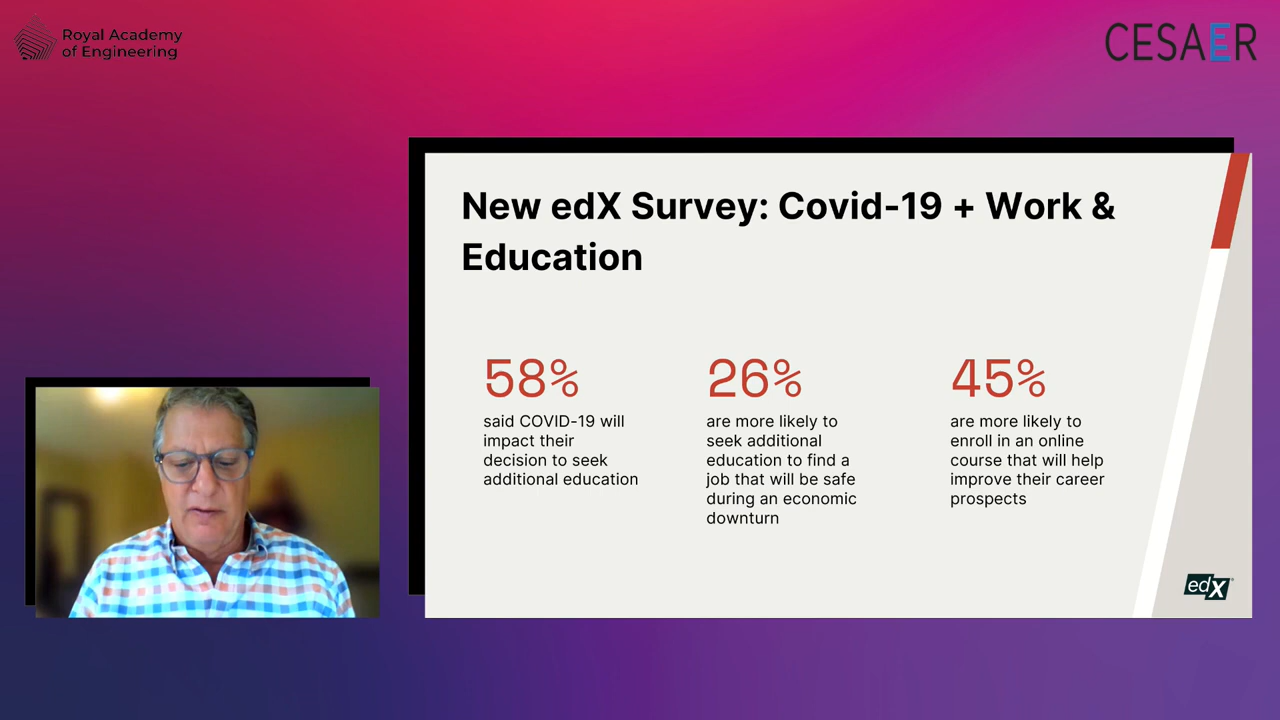 Royal Academy
of Engineering
CESAER
New edX Survey: Covid-19 + Work &
Education
58%
said COVID-19 will
impact their
decision to seek
additional education
26%
are more likely to
seek additional
education to find a
job that will be safe
during an economic
downturn
45%
are more likely to
enroll in an online
course that will help
improve their career
prospects
edX